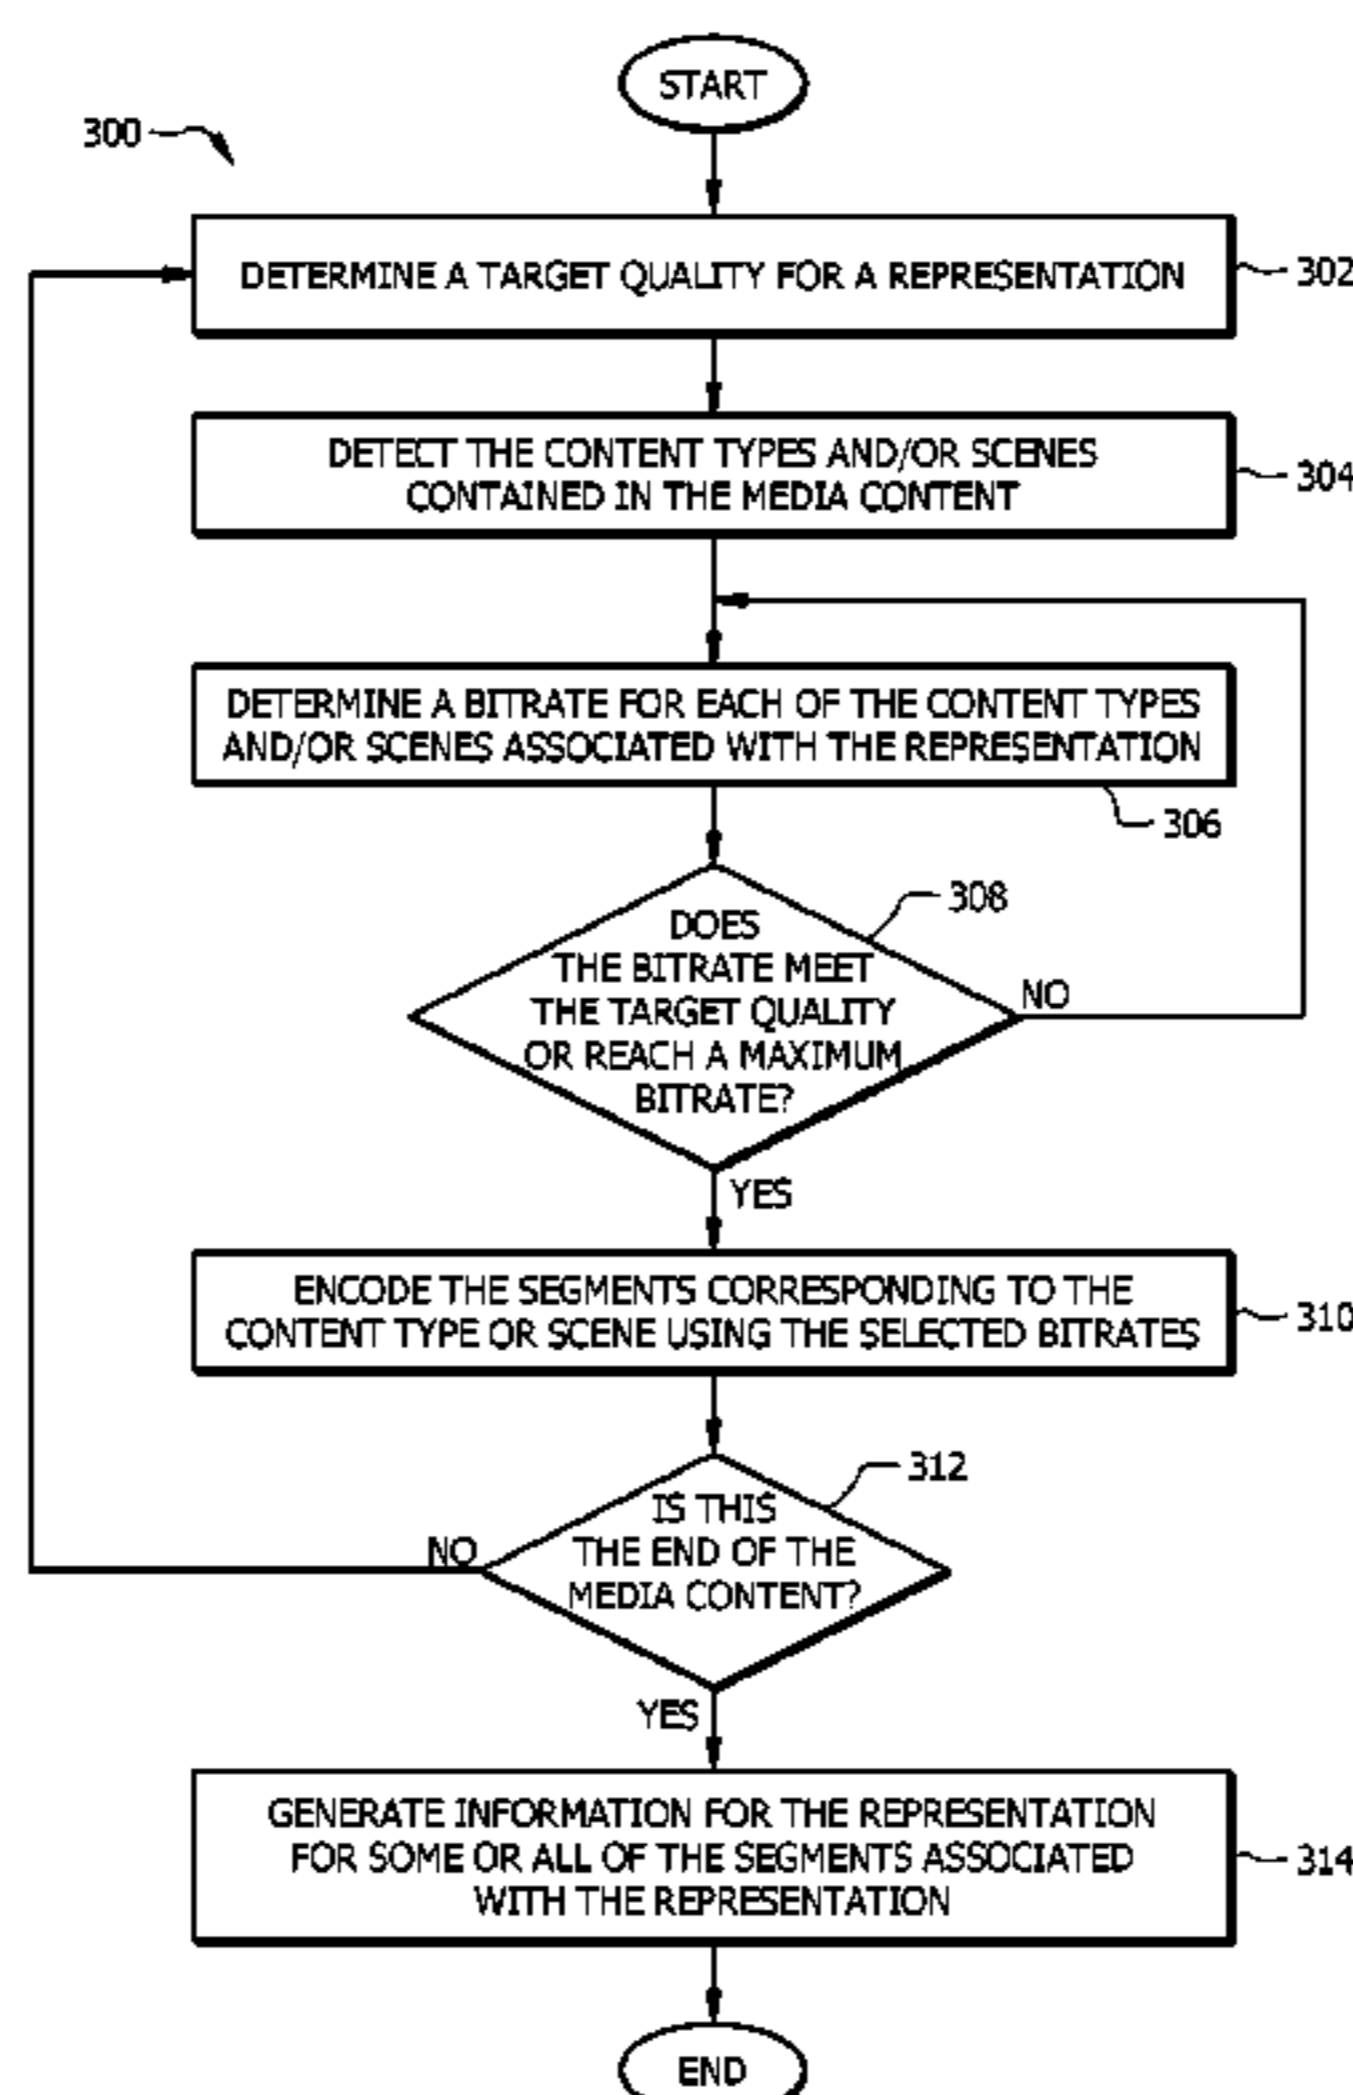 START
300
DETERMINE A TARGET QUALITY FOR A REPRESENTATION
302
DETECT THE CONTENT TYPES AND/OR SCENES
CONTAINED IN THE MEDIA CONTENT
304
DETERMINE A BITRATE FOR EACH OF THE CONTENT TYPES
AND/OR SCENES ASSOCIATED WITH THE REPRESENTATION
306
308
DOES
THE BITRATE MEET
THE TARGET QUALITY
OR REACH A MAXIMUM
BITRATE?
NO
YES
ENCODE THE SEGMENTS CORRESPONDING TO THE
CONTENT TYPE OR SCENE USING THE SELECTED BITRATES
310
312
IS THIS
THE END OF THE
MEDIA CONTENT?
NO
YES
GENERATE INFORMATION FOR THE REPRESENTATION
FOR SOME OR ALL OF THE SEGMENTS ASSOCIATED
WITH THE REPRESENTATION
314
END